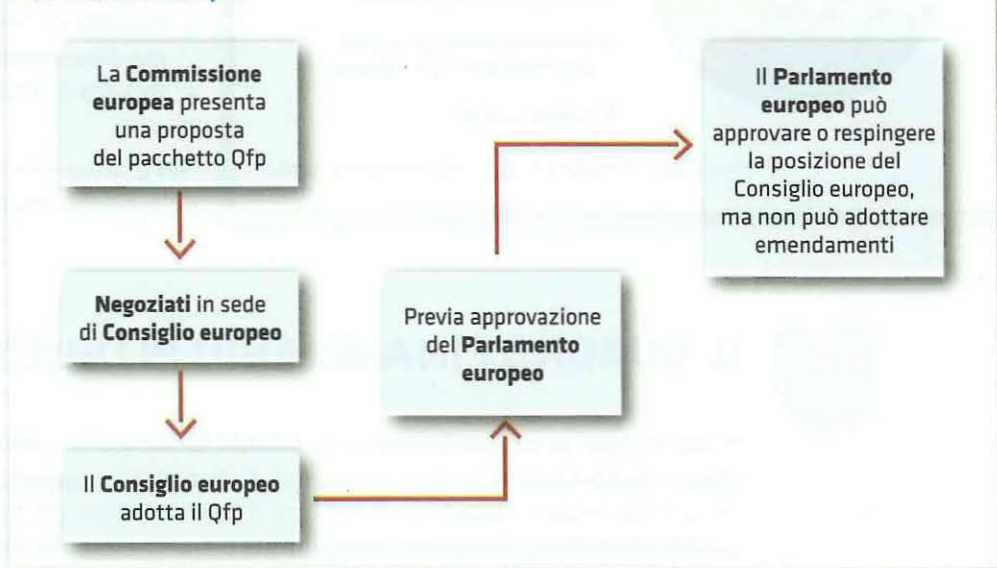 La Commissione
europea presenta
una proposta
del pacchetto Qfp
Negoziati in sede
di Consiglio europeo
Il Consiglio europeo
adotta il Qfp
Previa approvazione
del Parlamento
europeo
Il Parlamento
europeo può
approvare o respingere
la posizione del
Consiglio europeo,
ma non può adottare
emendamenti